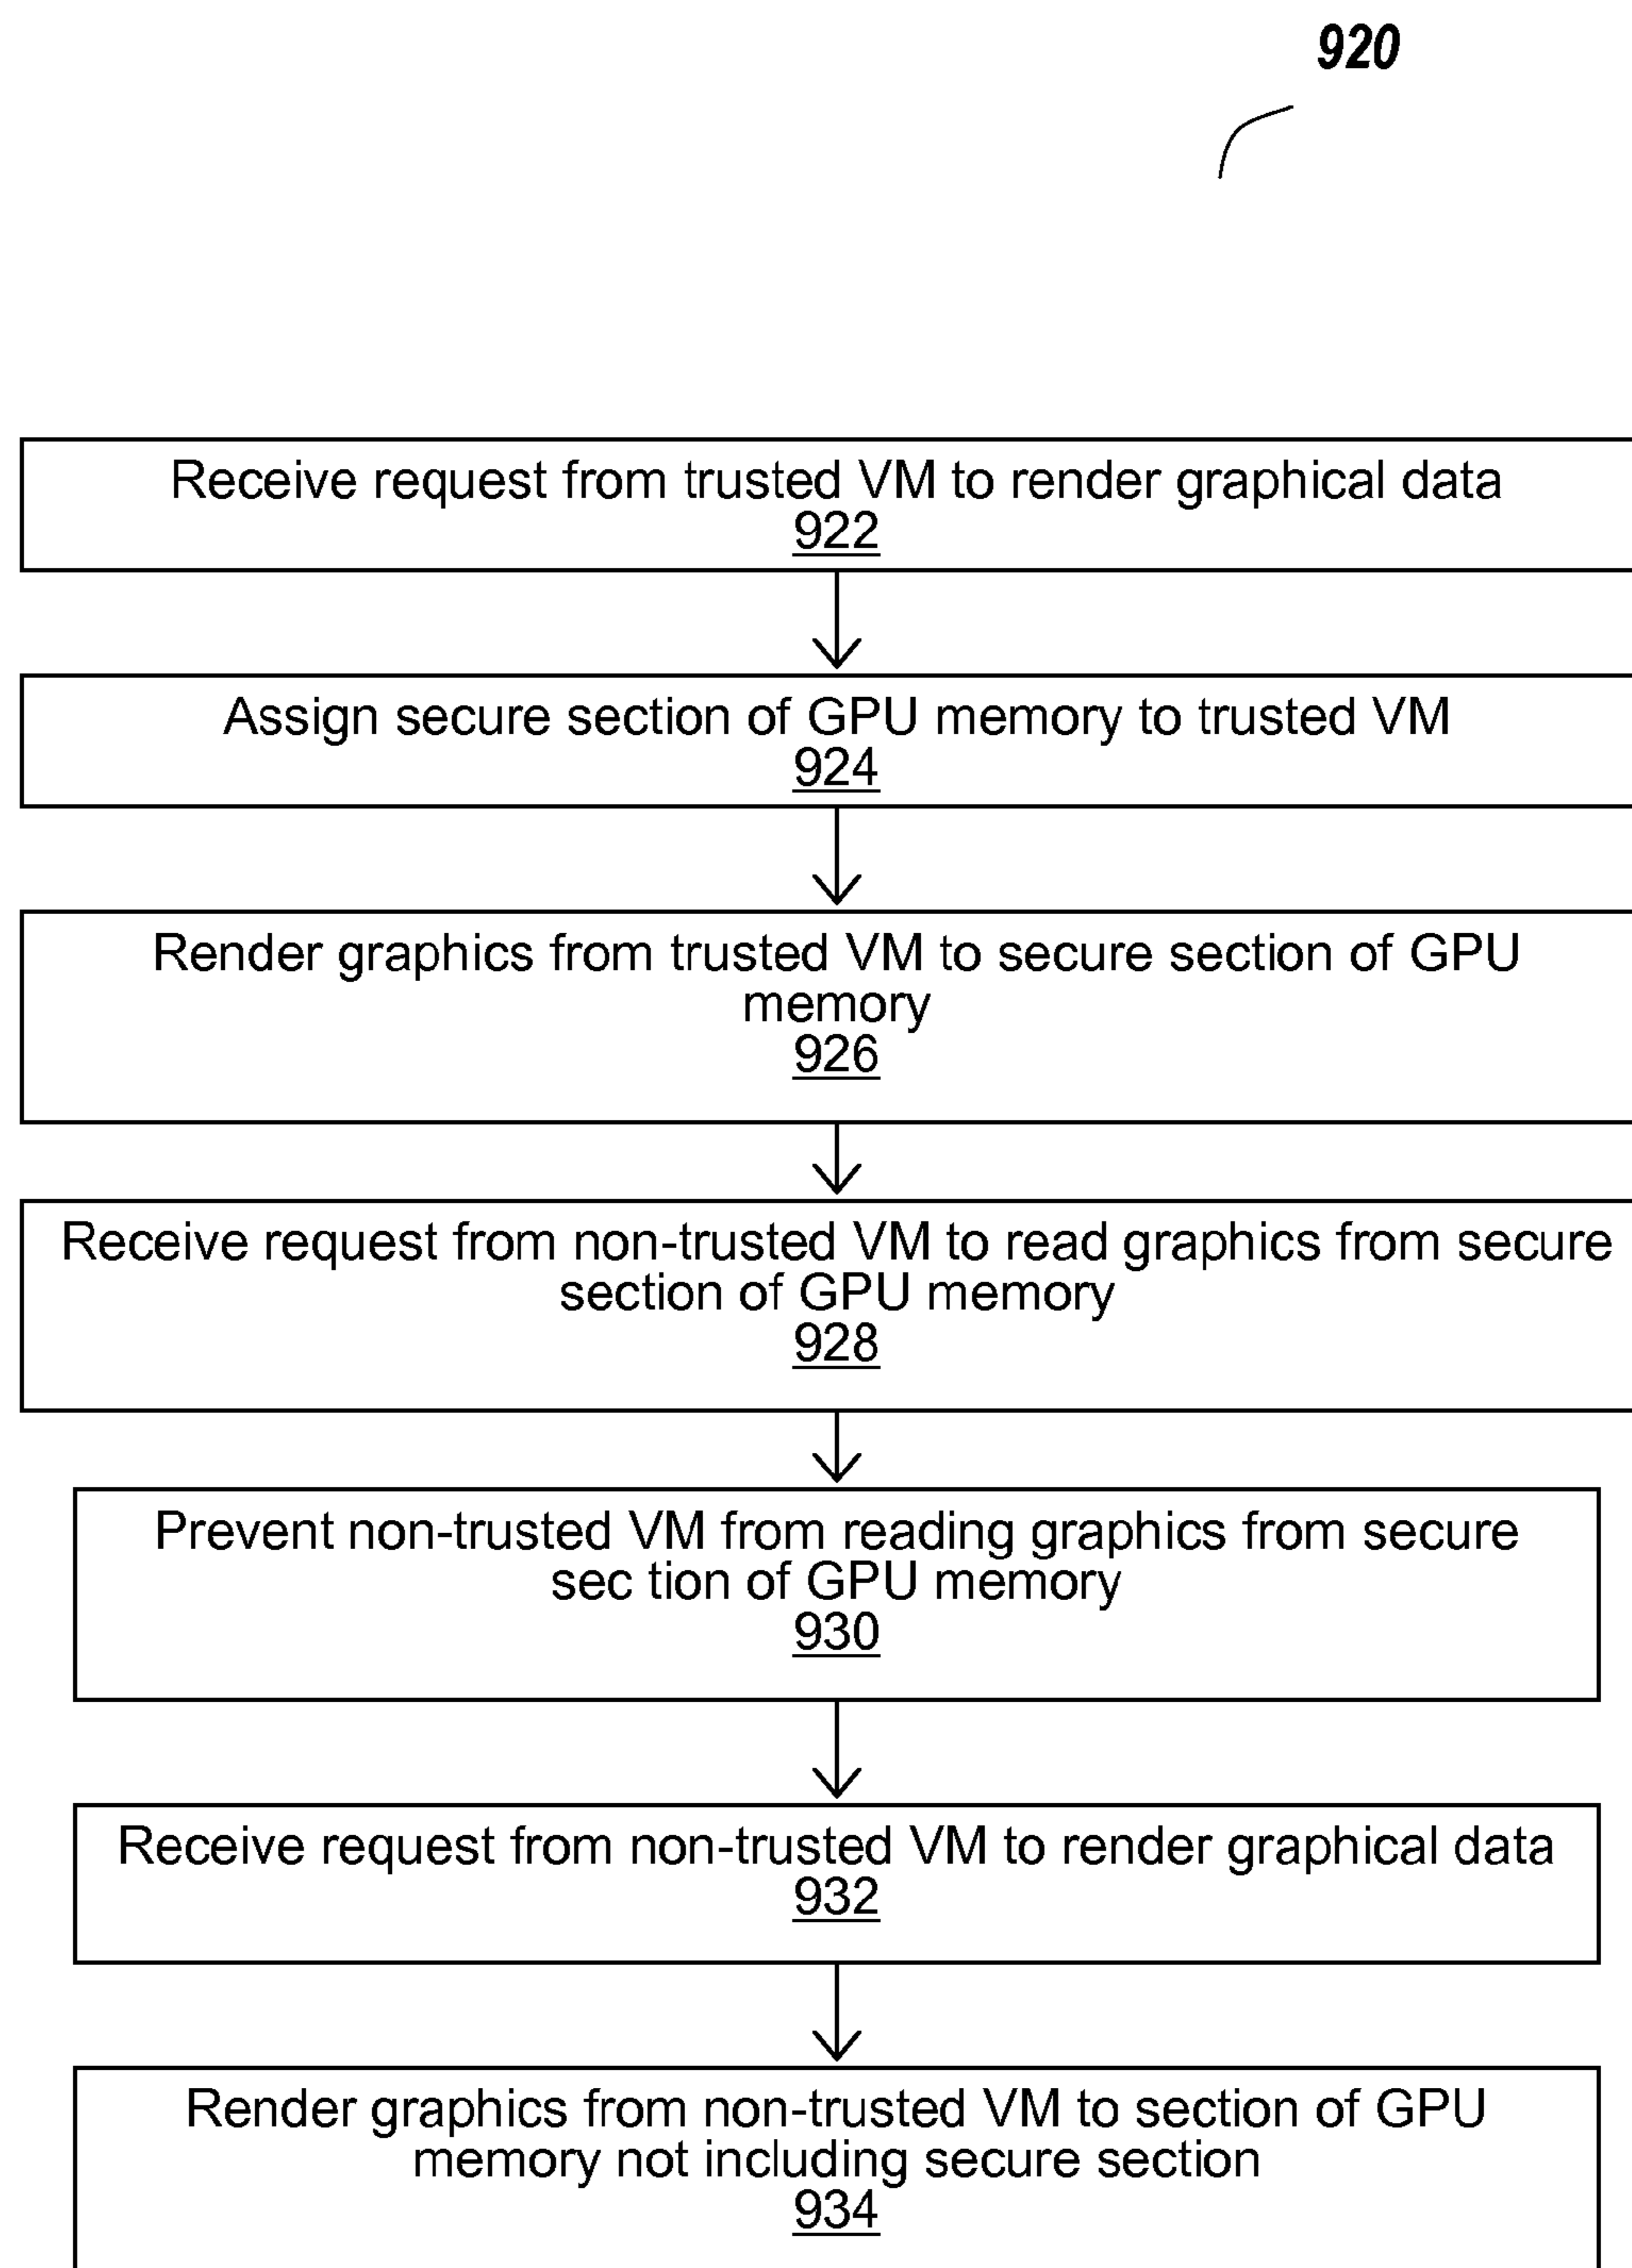 920
Receive request from trusted VM to render graphical data
922
Assign secure section of GPU memory to trusted VM
924
Render graphics from trusted VM to secure section of GPU
memory
926
Receive request from non-trusted VM to read graphics from secure
section of GPU memory
928
Prevent non-trusted VM from reading graphics from secure
sec tion of GPU memory
930
Receive request from non-trusted VM to render graphical data
932
Render graphics from non-trusted VM to section of GPU
memory not including secure section
934